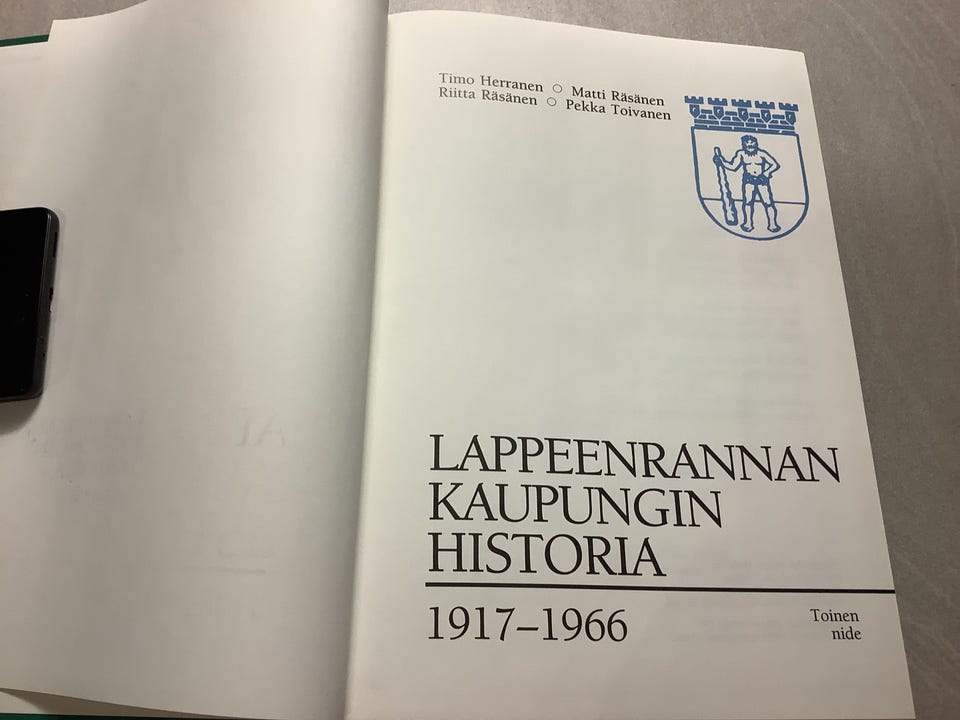 Timo Herranen ○ Matti Räsänen
Riitta Räsänen ○ Pekka Toivanen
LAPPEENRANNAN
KAUPUNGIN
HISTORIA
1917–1966
Toinen
nide